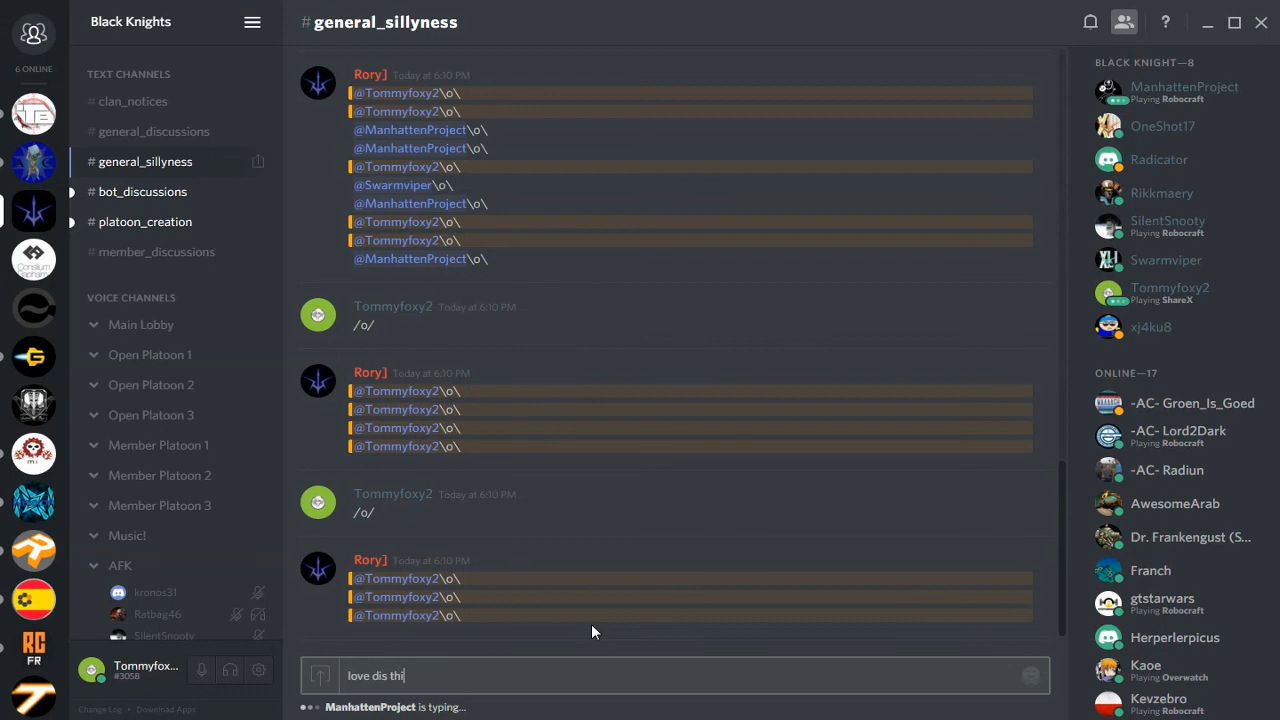 6 ONLINE
Black Knights
TEXT CHANNELS
# clan_notices
# general_discussions
# general_sillyness
# bot_discussions
# platoon_creation
# member_discussions
VOICE CHANNELS
Main Lobby
Open Platoon 1
Open Platoon 2
Open Platoon 3
Member Platoon 1
Member Platoon 2
Member Platoon 3
Music!
AFK
kronos31
Ratbag46
SilentSnooty
Tommyfox...
#3058
Change Log · Download Apps
# general_sillyness
Rory] Today at 6:10 PM
@Tommyfoxy2\o\
@Tommyfoxy2\o\
@ManhattenProject\o\
@ManhattenProject\o\
@Tommyfoxy2\o\
@Swarmviper\o\
@ManhattenProject\o\
@Tommyfoxy2\o\
@Tommyfoxy2\o\
@ManhattenProject\o\
Tommyfoxy2 Today at 6:10 PM
/o/
Rory] Today at 6:10 PM
@Tommyfoxy2\o\
@Tommyfoxy2\o\
@Tommyfoxy2\o\
@Tommyfoxy2\o\
Tommyfoxy2 Today at 6:10 PM
/o/
Rory] Today at 6:10 PM
@Tommyfoxy2\o\
@Tommyfoxy2\o\
@Tommyfoxy2\o\
love dis thi
ManhattenProject is typing...
BLACK KNIGHT—8
ManhattenProject
Playing Robocraft
OneShot17
Radicator
Rikkmaery
SilentSnooty
Playing Robocraft
Swarmviper
Tommyfoxy2
Playing ShareX
xj4ku8
ONLINE—17
-AC- Groen_Is_Goed
-AC- Lord2Dark
Playing Robocraft
-AC- Radiun
AwesomeArab
Dr. Frankengust (S...
Franch
gtstarwars
Playing Robocraft
Herperlerpicus
Kaoe
Playing Overwatch
Kevzebro
Playing Robocraft